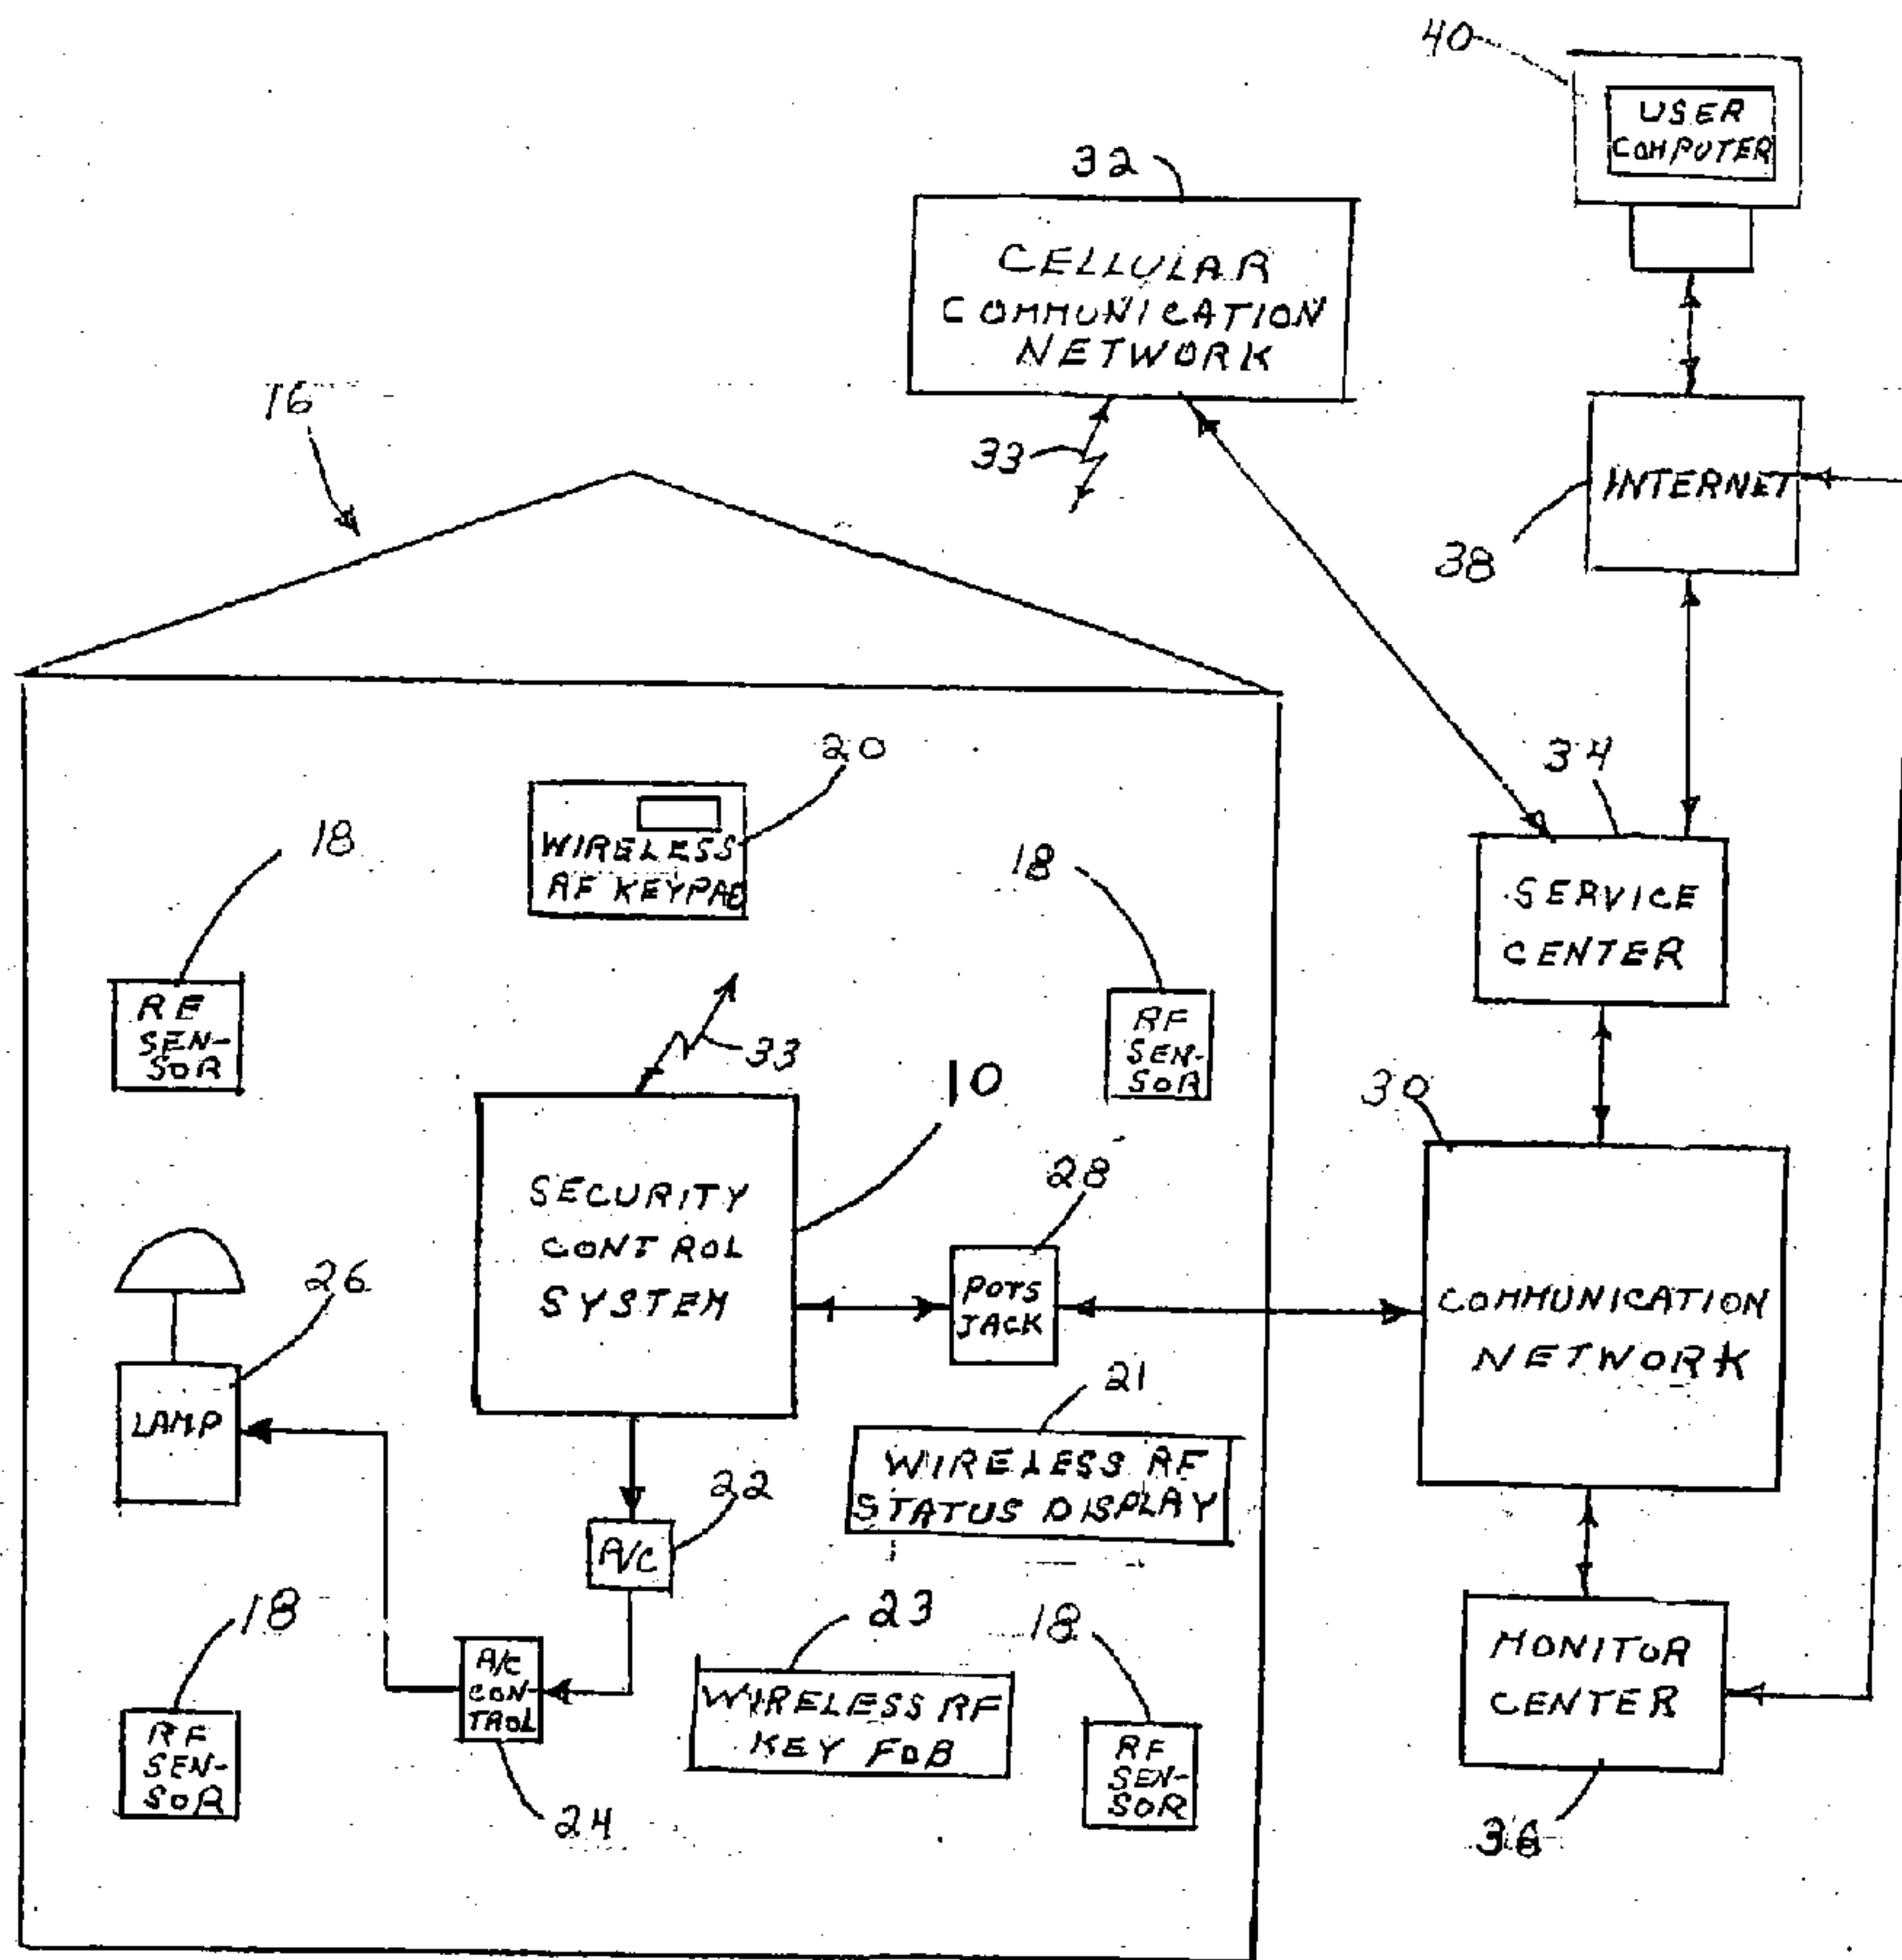 40
USER
COMPUTER
32
CELLULAR
COMMUNICATION
NETWORK
16
33
INTERNET
38
20
34
WIRELESS
RF KEYPAD
18
18
SERVICE
CENTER
RF
SEN-
SOR
RF
SEN-
SOR
33
10
30
28
SECURITY
CONTROL
SYSTEM
26
POTS
JACK
COMMUNICATION
NETWORK
21
LAMP
WIRELESS RF
STATUS DISPLAY
22
A/C
18
23
18
A/C
CON-
TROL
MONITOR
CENTER
WIRELESS RF
KEY FOB
RF
SEN-
SOR
RF
SEN-
SOR
24
36